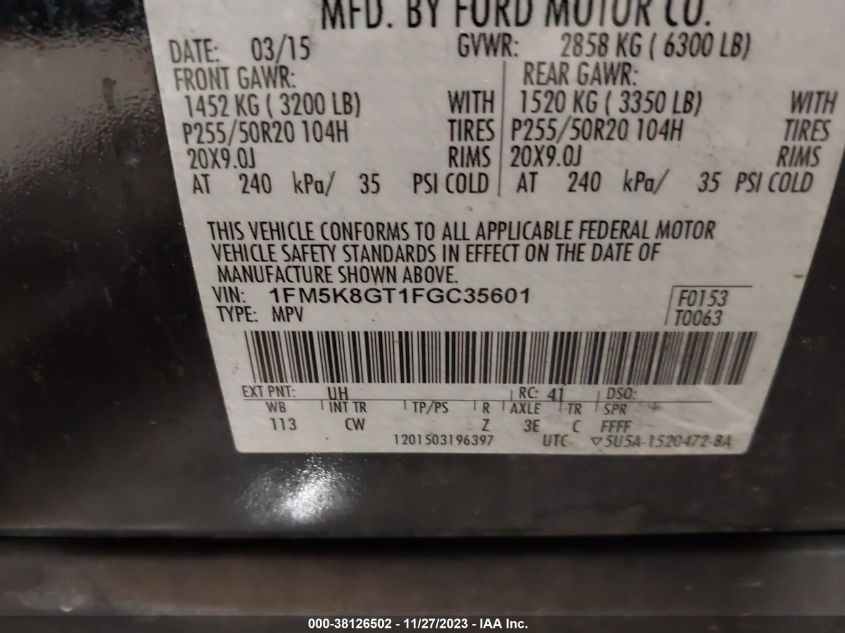 MFD. BY FORD MOTOR CO.
DATE: 03/15 GVWR: 2858 KG ( 6300 LB)
FRONT GAWR: REAR GAWR:
1452 KG ( 3200 LB) WITH 1520 KG ( 3350 LB) WITH
P255/50R20 104H TIRES P255/50R20 104H TIRES
20X9.0J RIMS 20X9.0J RIMS
AT 240 kPa/ 35 PSI COLD AT 240 kPa/ 35 PSI COLD
THIS VEHICLE CONFORMS TO ALL APPLICABLE FEDERAL MOTOR
VEHICLE SAFETY STANDARDS IN EFFECT ON THE DATE OF
MANUFACTURE SHOWN ABOVE.
VIN: 1FM5K8GT1FGC35601 F0153
TYPE: MPV T0063
EXT PNT: UH RC: 41 DSO:
WB INT TR TP/PS R AXLE TR SPR
113 CW Z 3E C FFFF
1201503196397 UTC ▽5U5A-1520472-BA
000-38126502 - 11/27/2023 - IAA Inc.